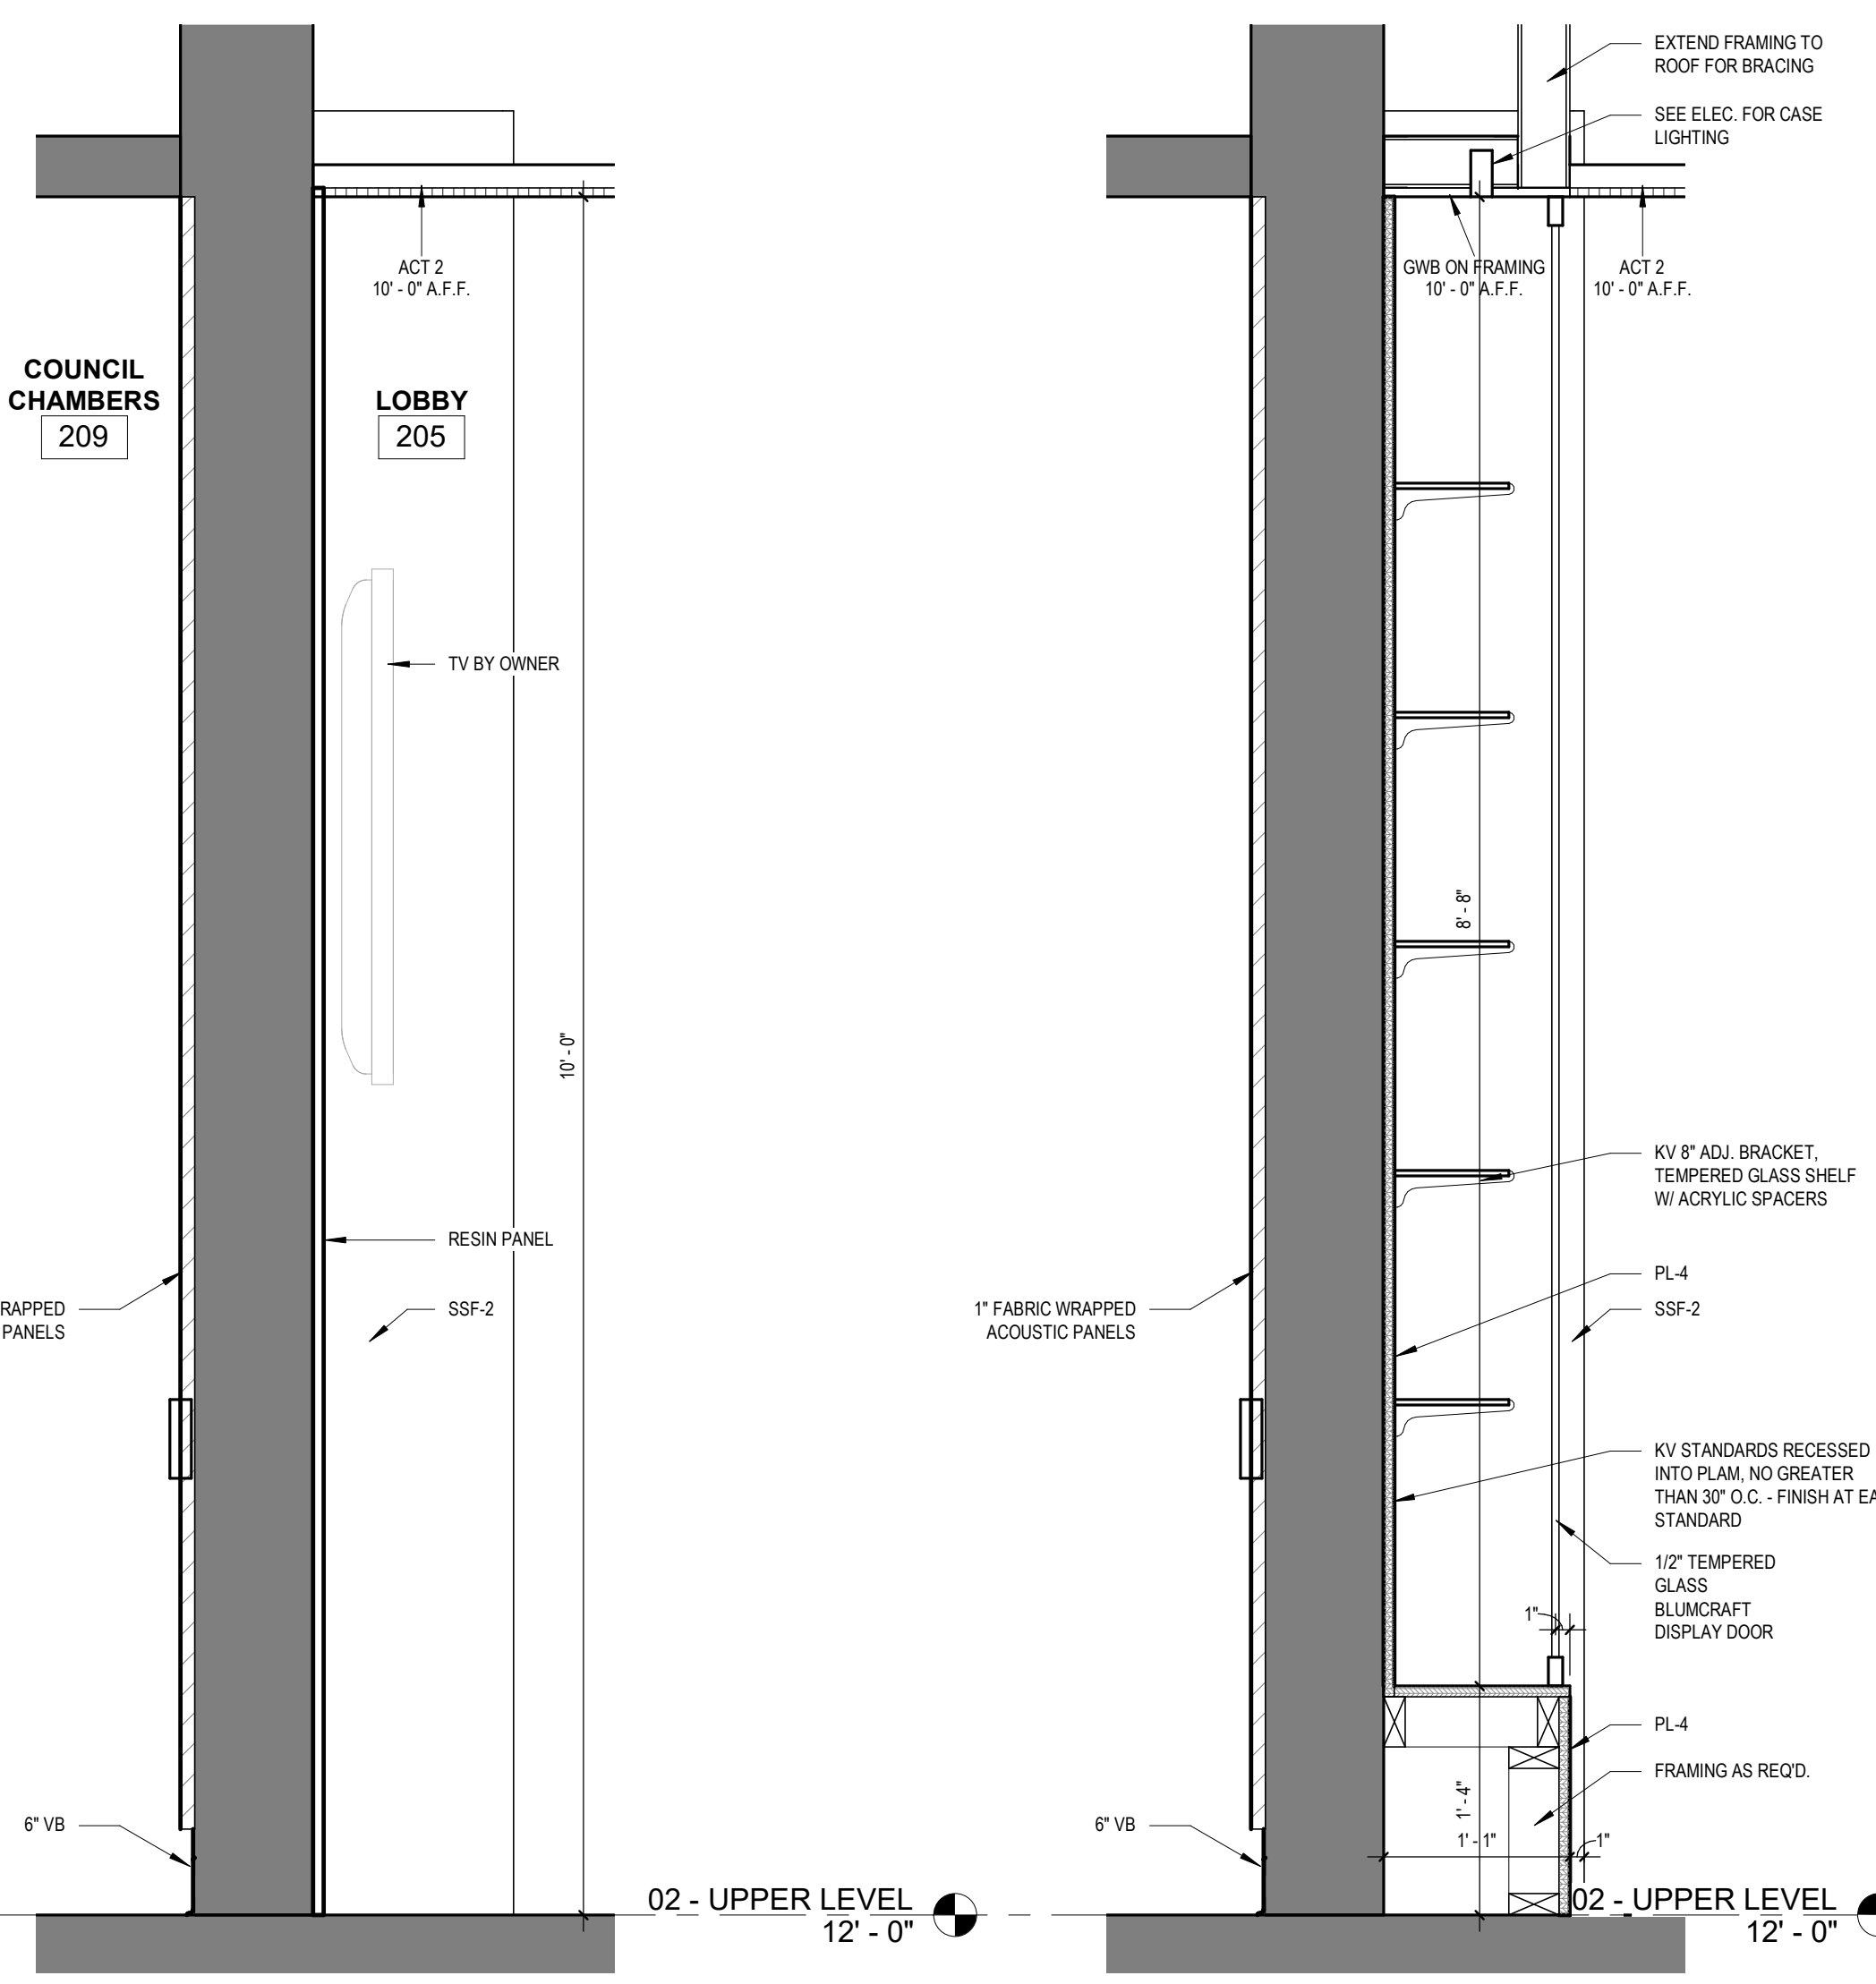 ACT 2
10' - 0" A.F.F.
COUNCIL
CHAMBERS
209
LOBBY
205
TV BY OWNER
10' - 0"
RESIN PANEL
RAPPED
PANELS
SSF-2
6" VB
02 - UPPER LEVEL
12' - 0"
EXTEND FRAMING TO
ROOF FOR BRACING
SEE ELEC. FOR CASE
LIGHTING
GWB ON FRAMING
10' - 0" A.F.F.
ACT 2
10' - 0" A.F.F.
8' - 8"
KV 8" ADJ. BRACKET,
TEMPERED GLASS SHELF
W/ ACRYLIC SPACERS
PL-4
1" FABRIC WRAPPED
ACOUSTIC PANELS
SSF-2
KV STANDARDS RECESSED
INTO PLAM, NO GREATER
THAN 30" O.C. - FINISH AT EA
STANDARD
1/2" TEMPERED
GLASS
BLUMCRAFT
DISPLAY DOOR
1"
PL-4
FRAMING AS REQ'D.
1' - 4"
6" VB
1' - 1"
1"
02 - UPPER LEVEL
12' - 0"